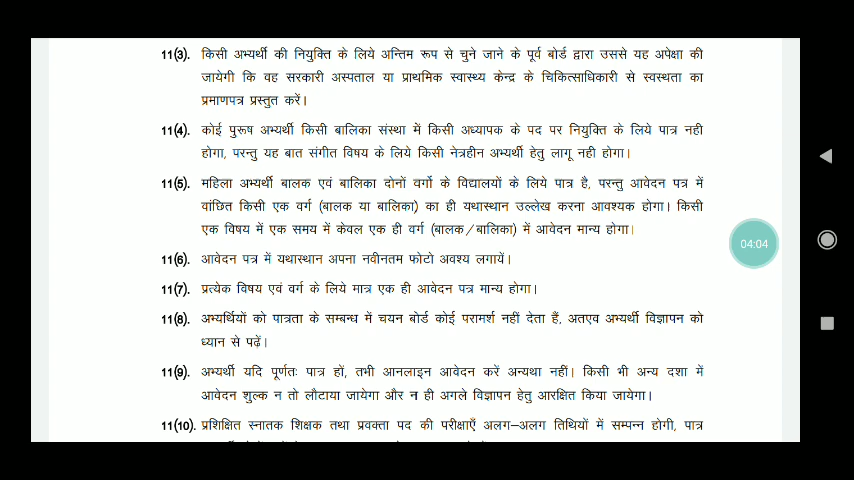 11(3). किसी अभ्यर्थी की नियुक्ति के लिये अन्तिम रूप से चुने जाने के पूर्व बोर्ड द्वारा उससे यह अपेक्षा की
जायेगी कि वह सरकारी अस्पताल या प्राथमिक स्वास्थ्य केन्द्र के चिकित्साधिकारी से स्वस्थता का
प्रमाणपत्र प्रस्तुत करें।
11(4). कोई पुरूष अभ्यर्थी किसी बालिका संस्था में किसी अध्यापक के पद पर नियुक्ति के लिये पात्र नही
होगा, परन्तु यह बात संगीत विषय के लिये किसी नेत्रहीन अभ्यर्थी हेतु लागू नही होगा।
11(5). महिला अभ्यर्थी बालक एवं बालिका दोनों वर्गो के विद्यालयों के लिये पात्र है, परन्तु आवेदन पत्र में
वांछित किसी एक वर्ग (बालक या बालिका) का ही यथास्थान उल्लेख करना आवश्यक होगा। किसी
एक विषय में एक समय में केवल एक ही वर्ग (बालक/बालिका) में आवेदन मान्य होगा।
04:04
11(6). आवेदन पत्र में यथास्थान अपना नवीनतम फोटो अवश्य लगायें।
11(7). प्रत्येक विषय एवं वर्ग के लिये मात्र एक ही आवेदन पत्र मान्य होगा।
11(8). अभ्यर्थियों को पात्रता के सम्बन्ध में चयन बोर्ड कोई परामर्श नहीं देता हैं, अतएव अभ्यर्थी विज्ञापन को
ध्यान से पढ़ें।
11(9). अभ्यर्थी यदि पूर्णतः पात्र हों, तभी आनलाइन आवेदन करें अन्यथा नहीं। किसी भी अन्य दशा में
आवेदन शुल्क न तो लौटाया जायेगा और न ही अगले विज्ञापन हेतु आरक्षित किया जायेगा।
11(10). प्रशिक्षित स्नातक शिक्षक तथा प्रवक्ता पद की परीक्षाएँ अलग–अलग तिथियों में सम्पन्न होगी, पात्र